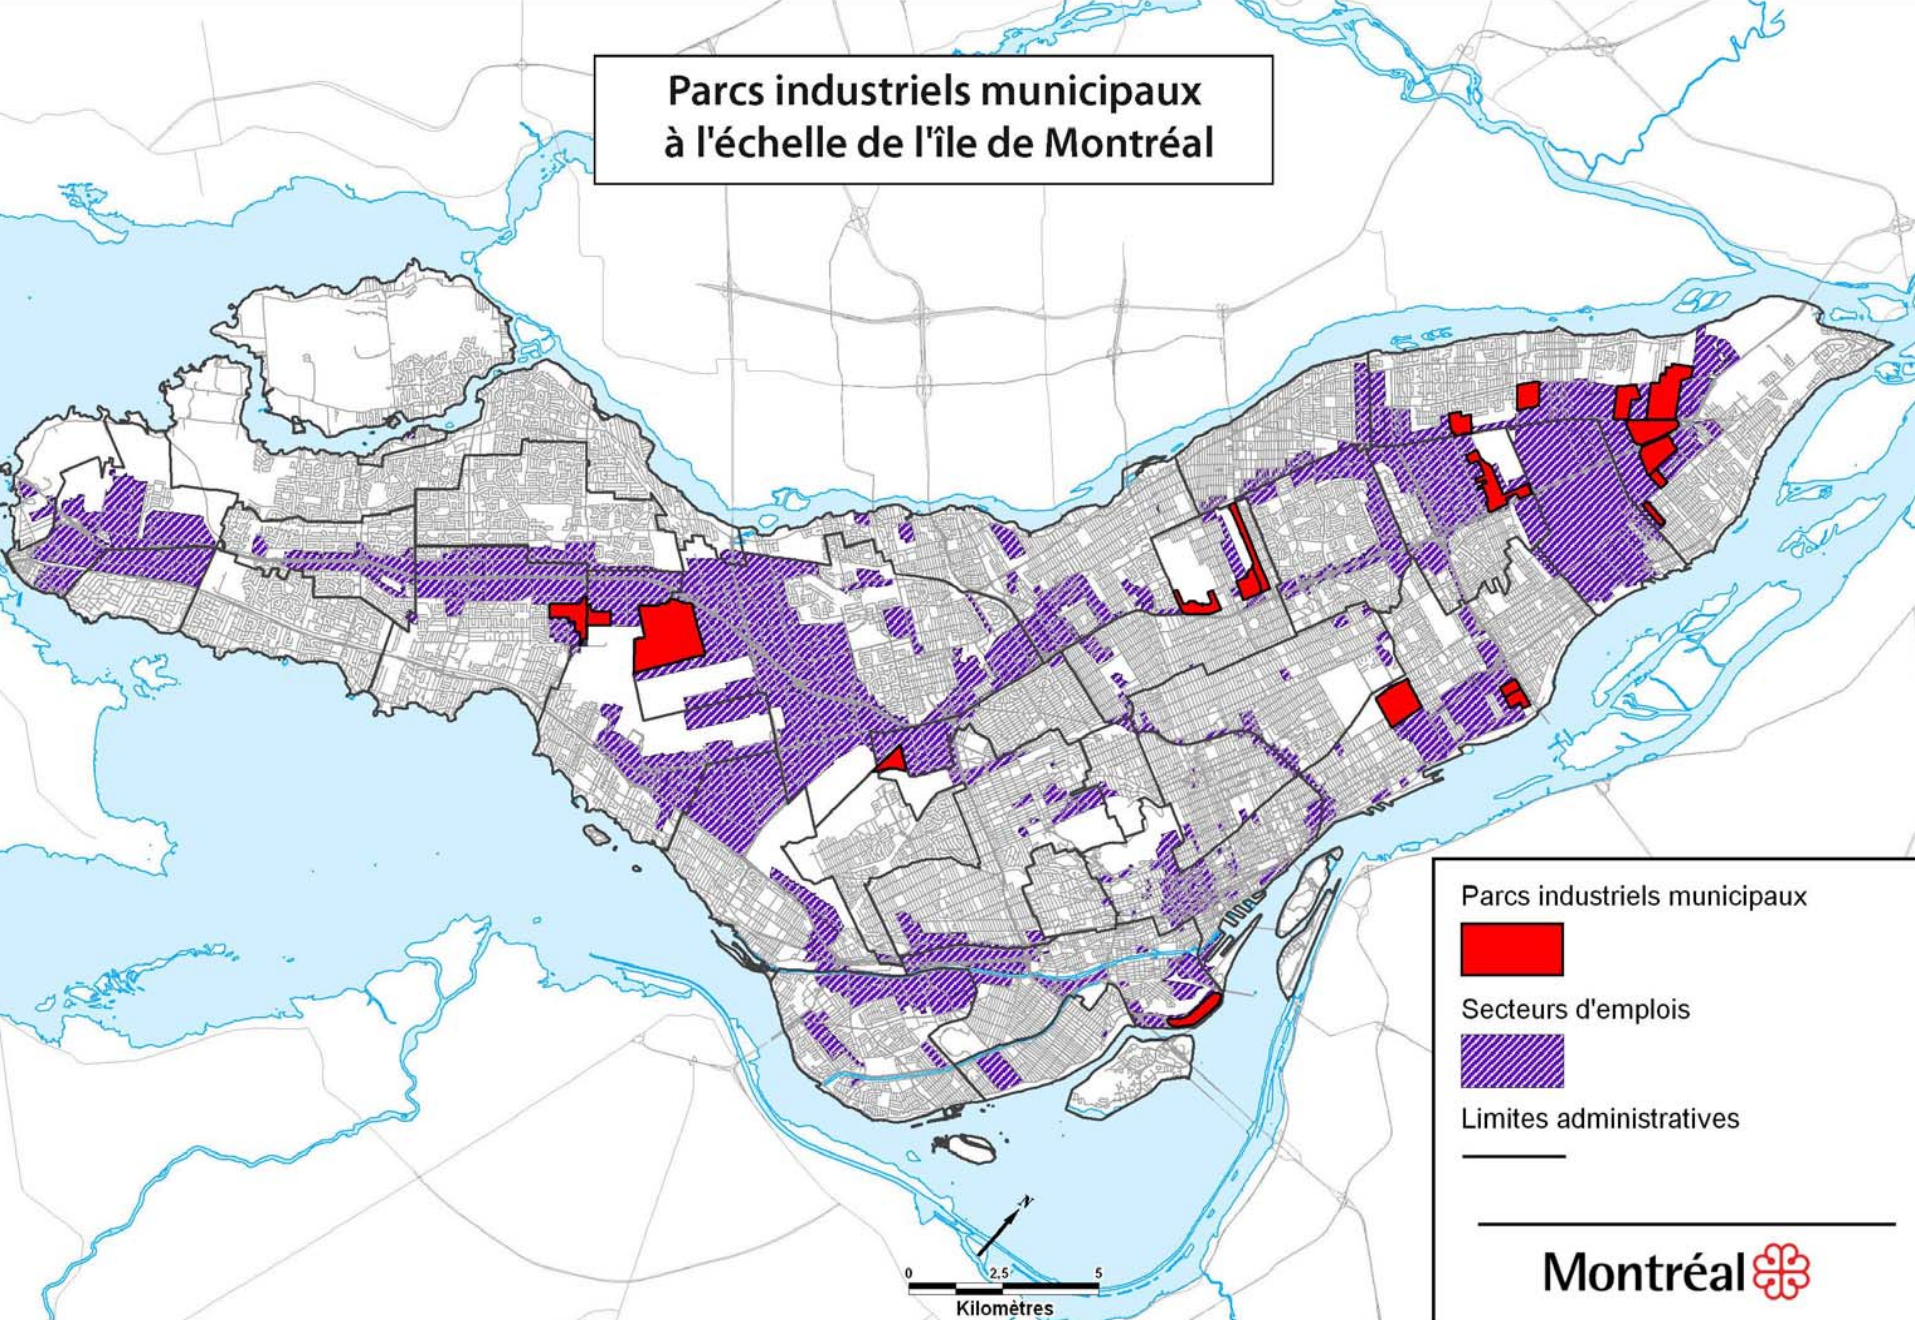 Parcs industriels municipaux
à l'échelle de l'île de Montréal
Parcs industriels municipaux
Secteurs d'emplois
Limites administratives
N
0 2,5 5
Kilomètres
Montréal